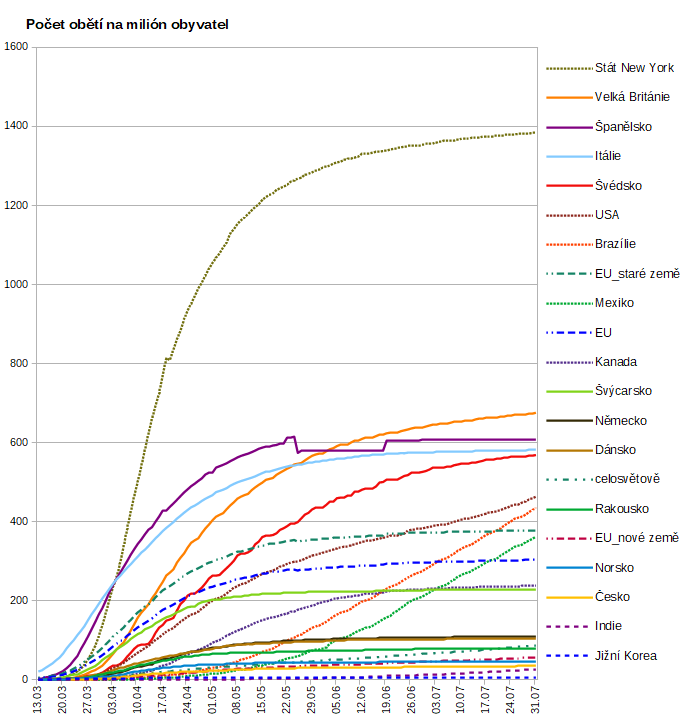 Počet obětí na milión obyvatel
1600
1400
1200
1000
800
600
400
200
0
13.03
20.03
27.03
03.04
10.04
17.04
24.04
01.05
08.05
15.05
22.05
29.05
05.06
12.06
19.06
26.06
03.07
10.07
17.07
24.07
31.07
Stát New York
Velká Británie
Španělsko
Itálie
Švédsko
USA
Brazílie
EU_staré země
Mexiko
EU
Kanada
Švýcarsko
Německo
Dánsko
celosvětově
Rakousko
EU_nové země
Norsko
Česko
Indie
Jižní Korea